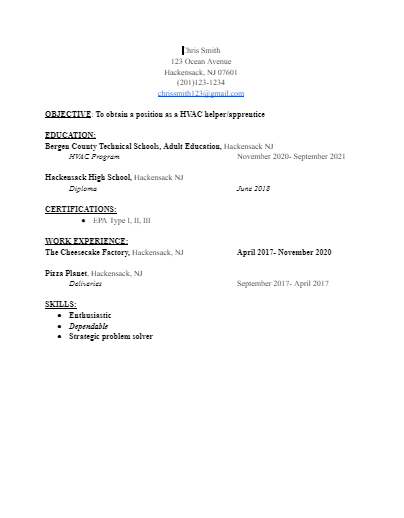 Chris Smith
123 Ocean Avenue
Hackensack, NJ 07601
(201)123-1234
chrissmith123@gmail.com
OBJECTIVE: To obtain a position as a HVAC helper/apprentice
EDUCATION:
Bergen County Technical Schools, Adult Education, Hackensack NJ
HVAC Program November 2020- September 2021
Hackensack High School, Hackensack NJ
Diploma June 2018
CERTIFICATIONS:
● EPA Type I, II, III
WORK EXPERIENCE:
The Cheesecake Factory, Hackensack, NJ April 2017- November 2020
Pizza Planet, Hackensack, NJ
Deliveries September 2017- April 2017
SKILLS:
● Enthusiastic
● Dependable
● Strategic problem solver